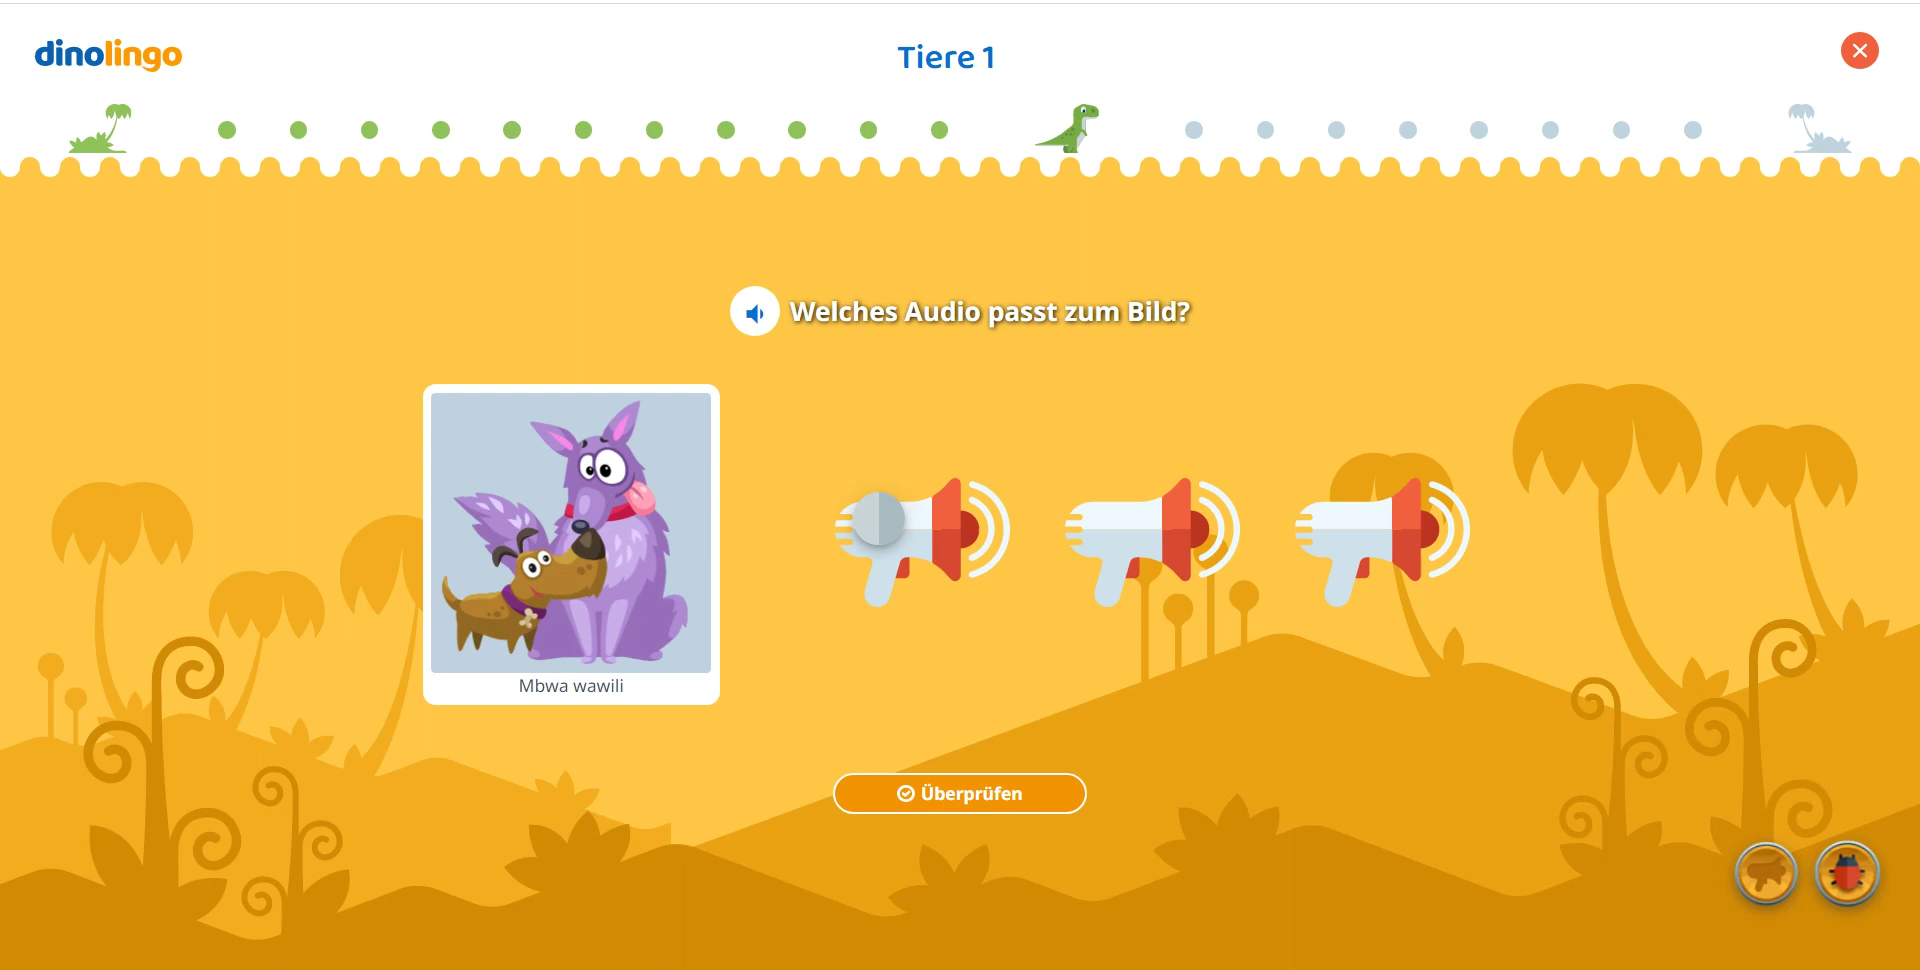 dinolingo
Tiere 1
Welches Audio passt zum Bild?
Mbwa wawili
Überprüfen